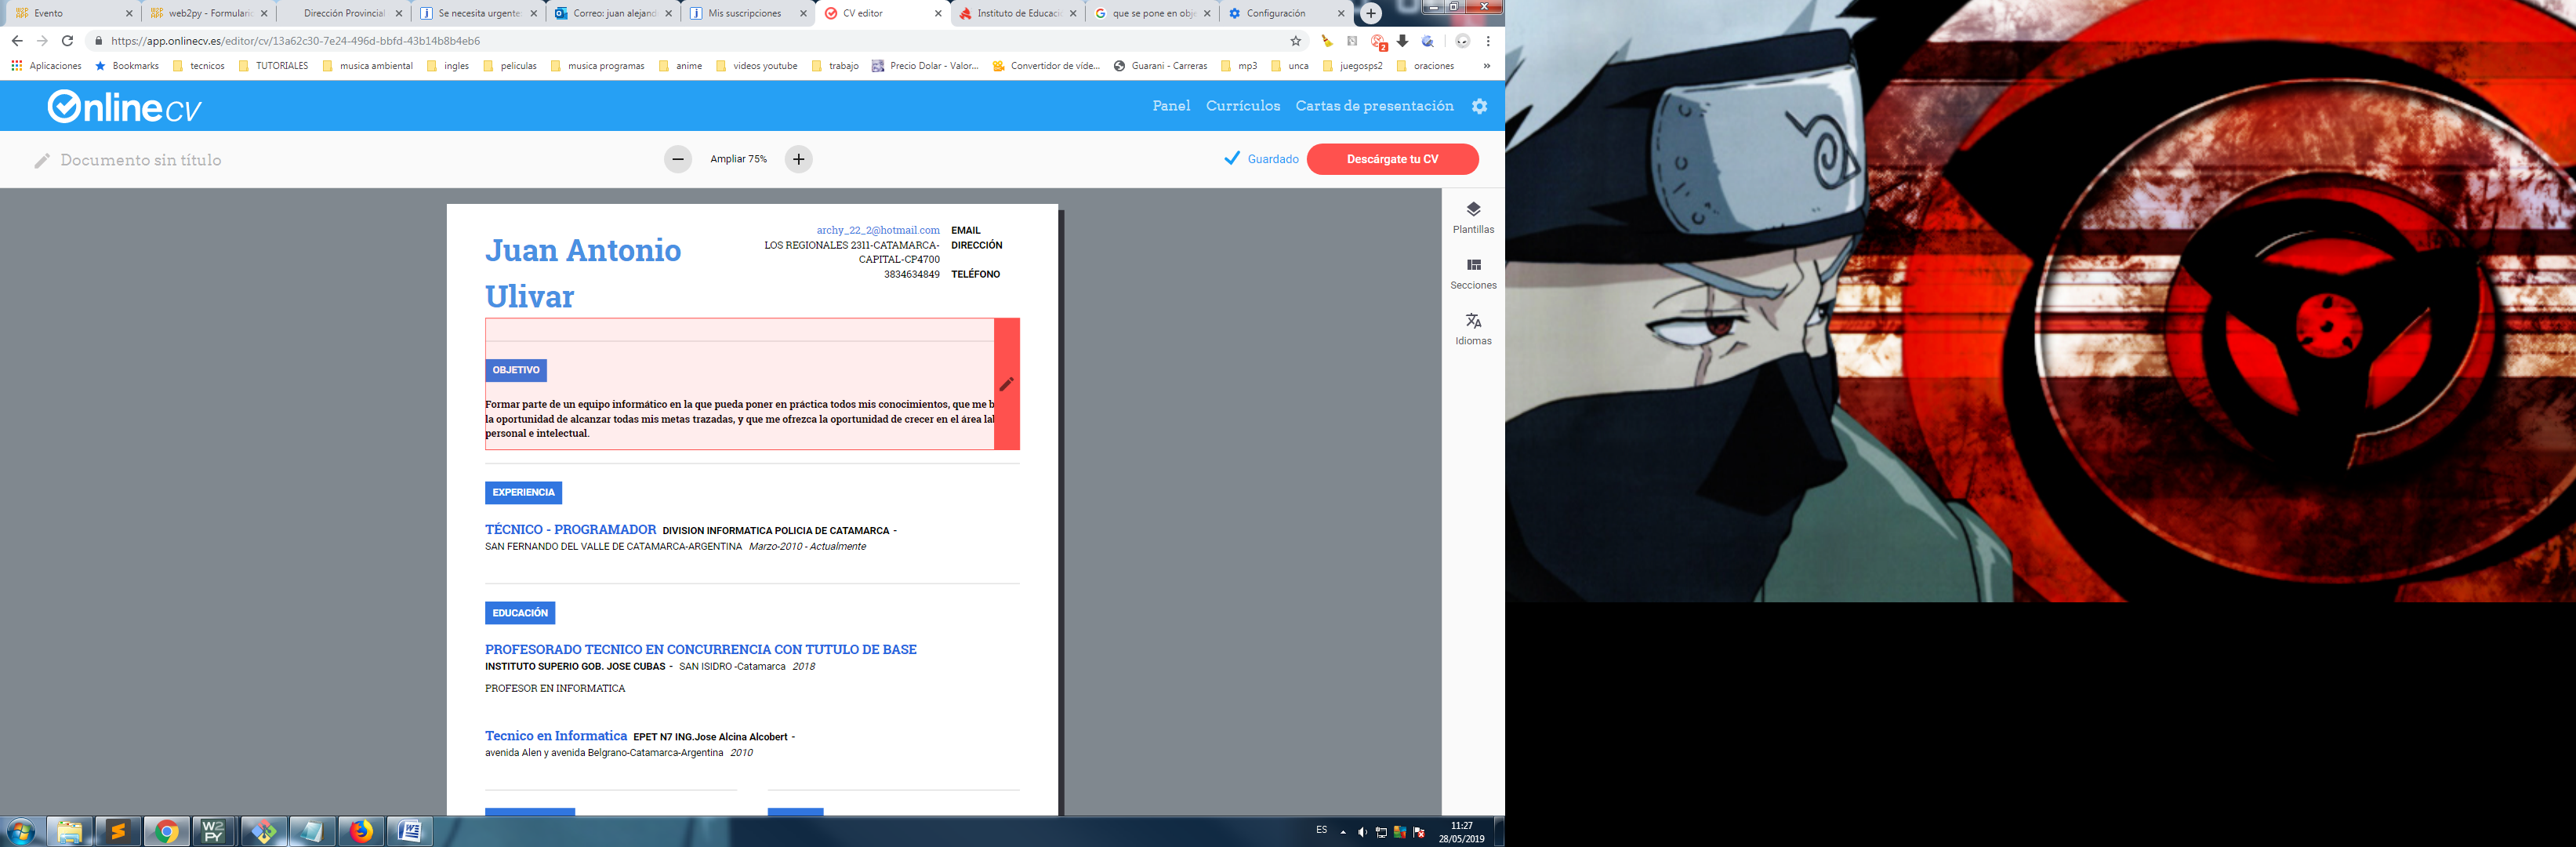 Evento
web2py - Formulario
Dirección Provincial
Se necesita urgente
Correo: juan alejand
Mis suscripciones
CV editor
Instituto de Educaci
que se pone en obje
Configuración
https://app.onlinecv.es/editor/cv/13a62c30-7e24-496d-bbfd-43b14b8b4eb6
2
Aplicaciones
Bookmarks
tecnicos
TUTORIALES
musica ambiental
ingles
peliculas
musica programas
anime
videos youtube
trabajo
Precio Dolar - Valor...
Convertidor de vide...
Guarani - Carreras
mp3
unca
juegosps2
oraciones
»
Onlinecv
Panel
Currículos
Cartas de presentación
Documento sin título
Ampliar 75%
Guardado
Descárgate tu CV
Plantillas
Secciones
Idiomas
Juan Antonio
Ulivar
archy_22_2@hotmail.com EMAIL
LOS REGIONALES 2311-CATAMARCA- DIRECCIÓN
CAPITAL-CP4700
3834634849 TELÉFONO
OBJETIVO
Formar parte de un equipo informático en la que pueda poner en práctica todos mis conocimientos, que me b
la oportunidad de alcanzar todas mis metas trazadas, y que me ofrezca la oportunidad de crecer en el área lab
personal e intelectual.
EXPERIENCIA
TÉCNICO - PROGRAMADOR DIVISION INFORMATICA POLICIA DE CATAMARCA -
SAN FERNANDO DEL VALLE DE CATAMARCA-ARGENTINA Marzo-2010 - Actualmente
EDUCACIÓN
PROFESORADO TECNICO EN CONCURRENCIA CON TUTULO DE BASE
INSTITUTO SUPERIO GOB. JOSE CUBAS - SAN ISIDRO -Catamarca 2018
PROFESOR EN INFORMATICA
Tecnico en Informatica EPET N7 ING.Jose Alcina Alcobert -
avenida Alen y avenida Belgrano-Catamarca-Argentina 2010
W2
PY
ES
11:27
28/05/2019